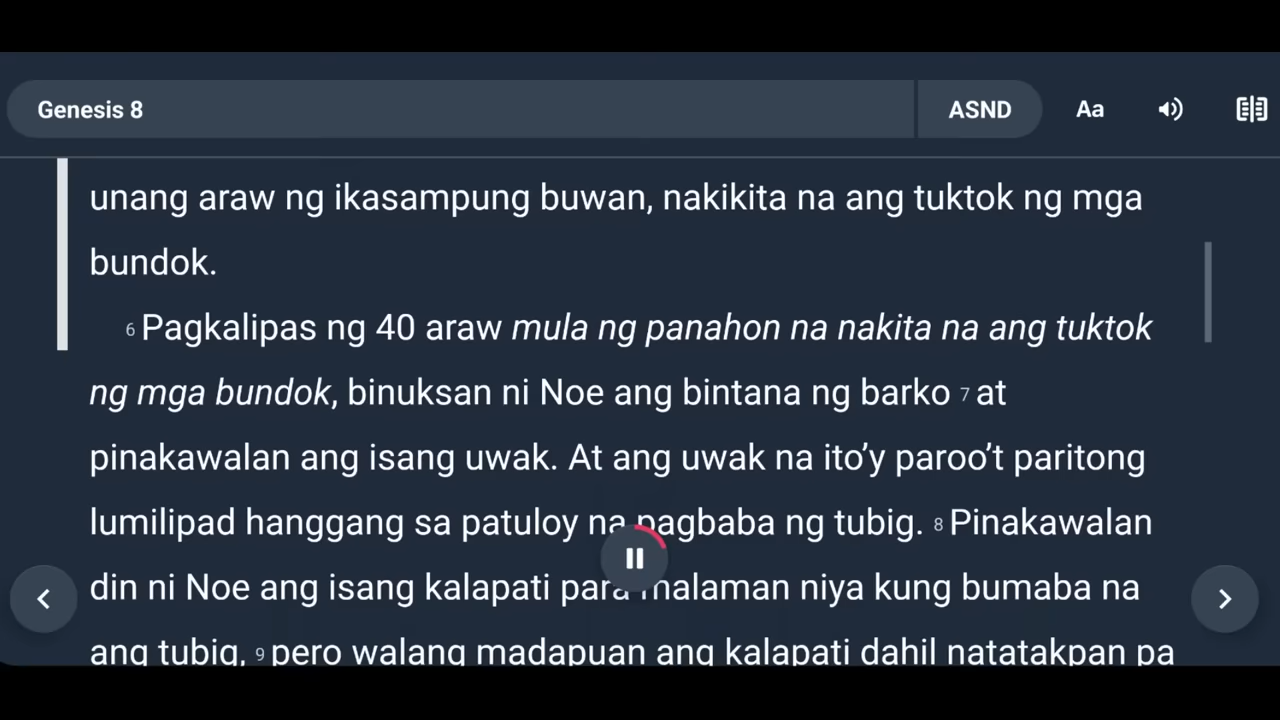 Genesis 8
ASND
Aa
unang araw ng ikasampung buwan, nakikita na ang tuktok ng mga
bundok.
6 Pagkalipas ng 40 araw mula ng panahon na nakita na ang tuktok
ng mga bundok, binuksan ni Noe ang bintana ng barko 7 at
pinakawalan ang isang uwak. At ang uwak na ito’y paroo’t paritong
lumilipad hanggang sa patuloy na pagbaba ng tubig. 8 Pinakawalan
din ni Noe ang isang kalapati para malaman niya kung bumaba na
ang tubig, 9 pero walang madapuan ang kalapati dahil natatakpan pa